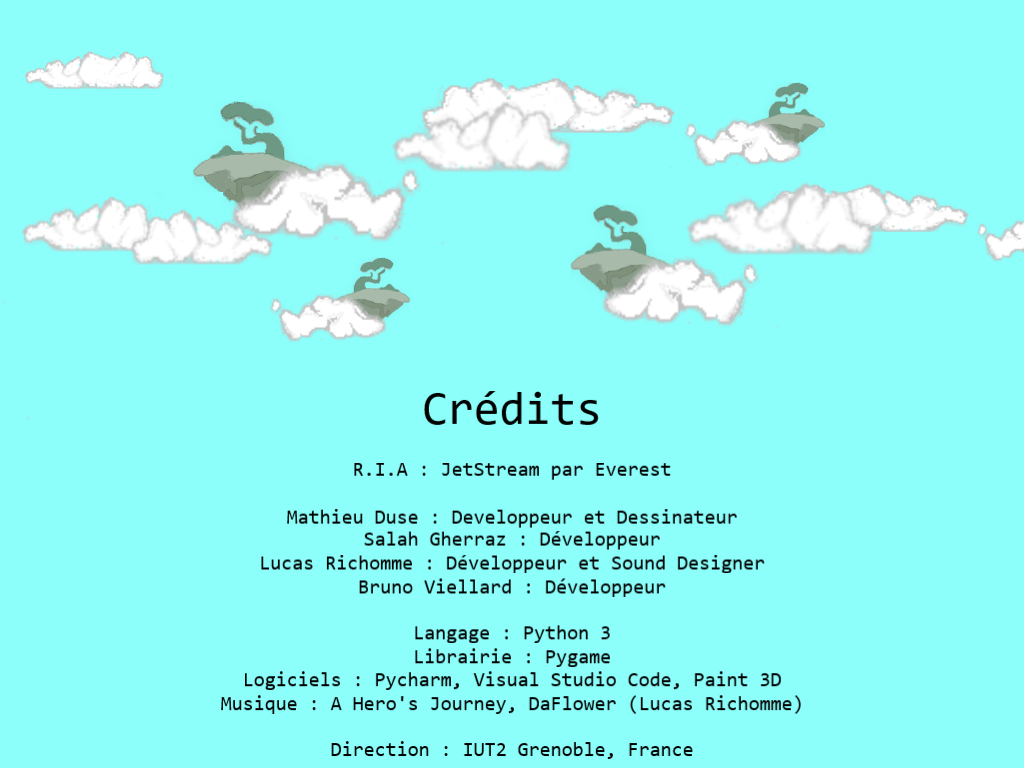 Crédits
R.I.A : JetStream par Everest
Mathieu Duse : Developpeur et Dessinateur
Salah Gherraz : Développeur
Lucas Richomme : Développeur et Sound Designer
Bruno Viellard : Développeur
Langage : Python 3
Librairie : Pygame
Logiciels : Pycharm, Visual Studio Code, Paint 3D
Musique : A Hero's Journey, DaFlower (Lucas Richomme)
Direction : IUT2 Grenoble, France